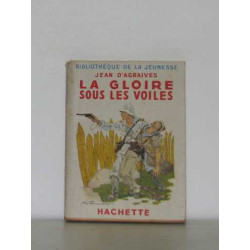 BIBLIOTHÈQUE DE LA JEUNESSE
JEAN D'AGRAIVES
LA GLOIRE
SOUS LES VOILES
HACHETTE